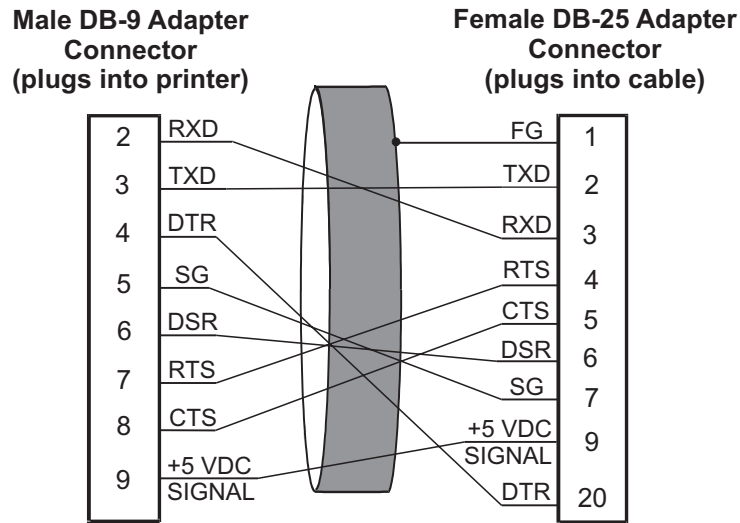 Male DB-9 Adapter
Connector
(plugs into printer)
Female DB-25 Adapter
Connector
(plugs into cable)
2 RXD
3 TXD
4 DTR
5 SG
6 DSR
7 RTS
8 CTS
9 +5 VDC
SIGNAL
FG 1
TXD 2
RXD 3
RTS 4
CTS 5
DSR 6
SG 7
+5 VDC
SIGNAL 9
DTR 20